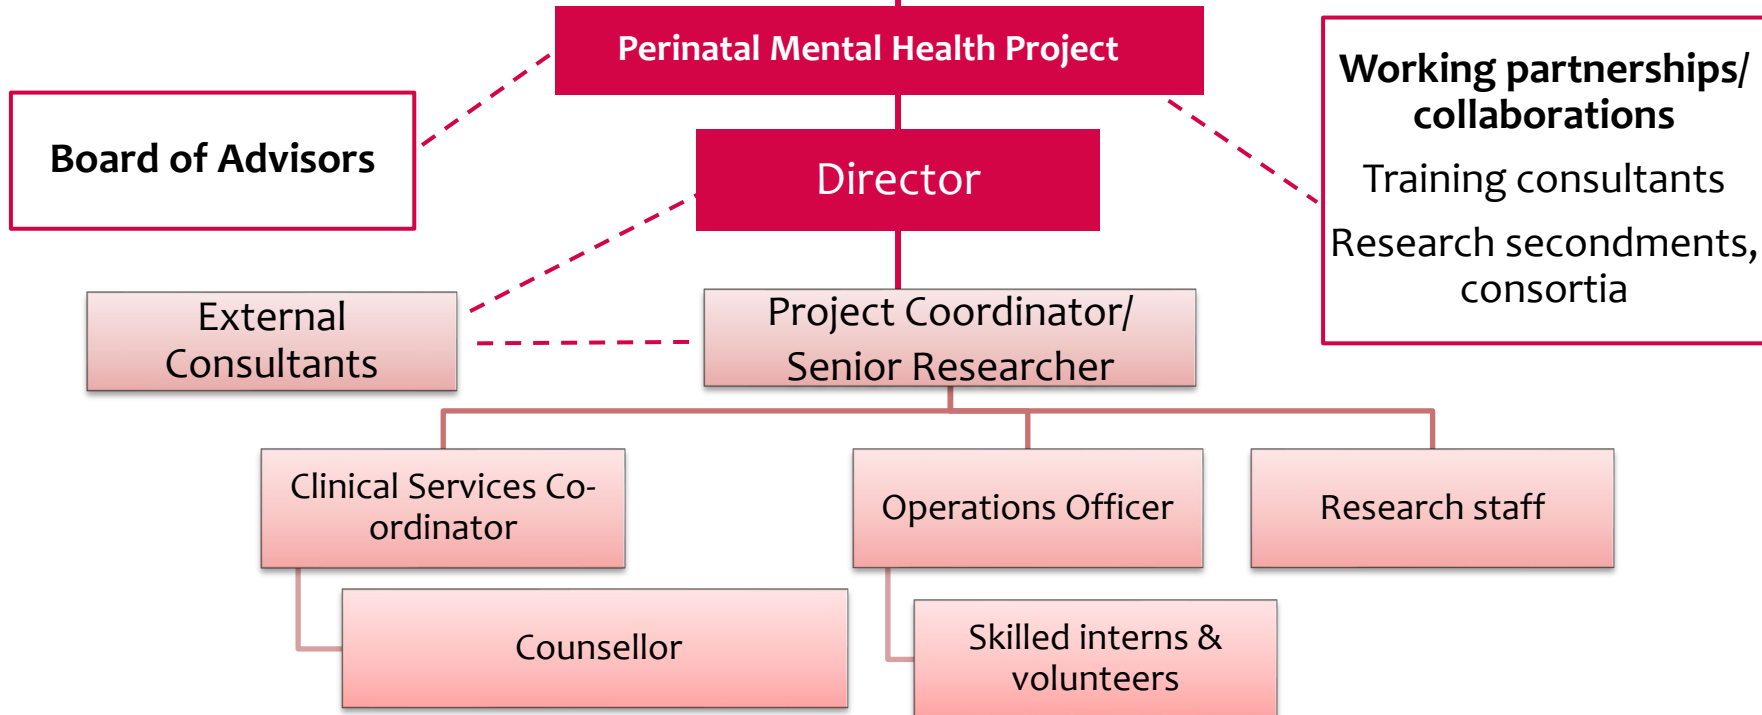 Perinatal Mental Health Project
Board of Advisors
Working partnerships/
collaborations
Training consultants
Research secondments,
consortia
Director
External
Consultants
Project Coordinator/
Senior Researcher
Clinical Services Co-
ordinator
Operations Officer
Research staff
Counsellor
Skilled interns &
volunteers